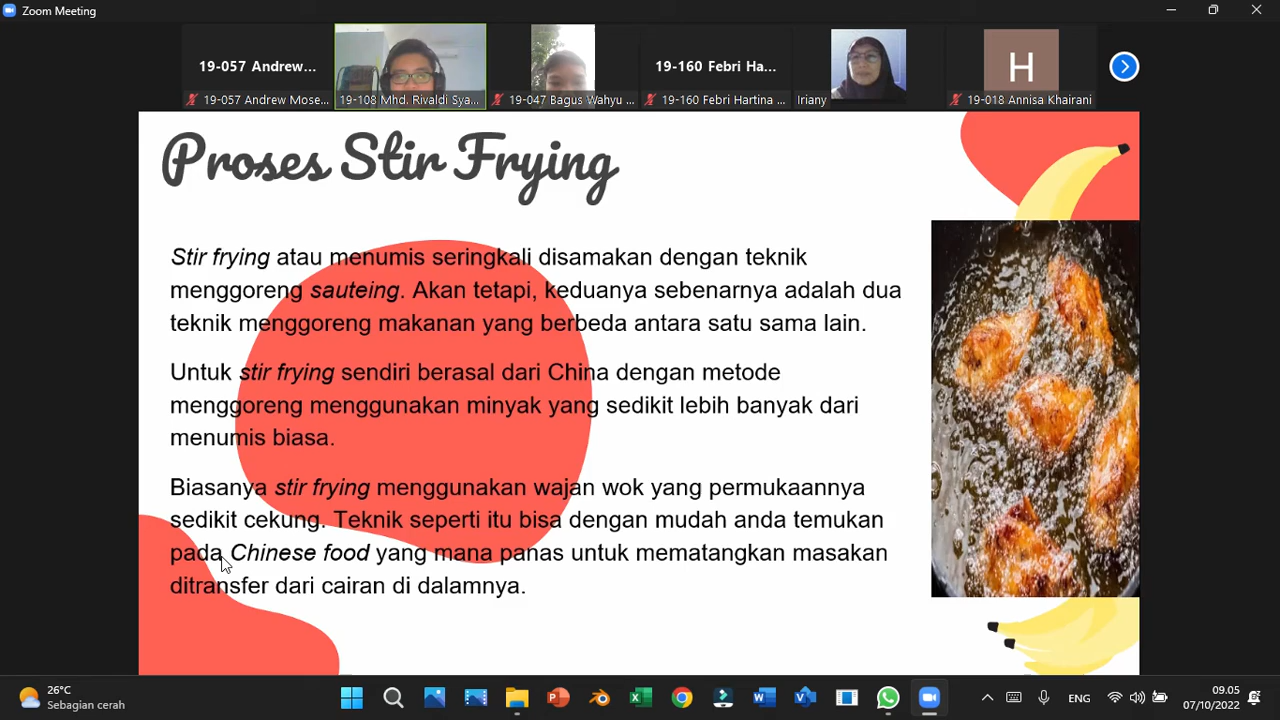 Zoom Meeting
19-057 Andrew...
19-160 Febri Ha...
H
19-057 Andrew Mose...
19-108 Mhd. Rivaldi Sya...
19-047 Bagus Wahyu ...
19-160 Febri Hartina ...
Iriany
19-018 Annisa Khairani
Proses Stir Frying
Stir frying atau menumis seringkali disamakan dengan teknik
menggoreng sauteing. Akan tetapi, keduanya sebenarnya adalah dua
teknik menggoreng makanan yang berbeda antara satu sama lain.
Untuk stir frying sendiri berasal dari China dengan metode
menggoreng menggunakan minyak yang sedikit lebih banyak dari
menumis biasa.
Biasanya stir frying menggunakan wajan wok yang permukaannya
sedikit cekung. Teknik seperti itu bisa dengan mudah anda temukan
pada Chinese food yang mana panas untuk mematangkan masakan
ditransfer dari cairan di dalamnya.
26°C
Sebagian cerah
ENG
09.05
07/10/2022